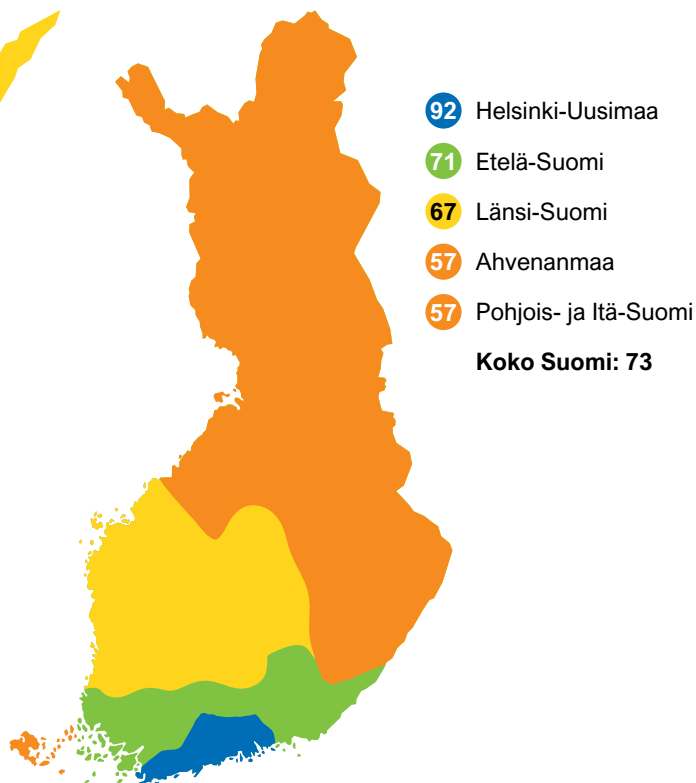 92 Helsinki-Uusimaa
71 Etelä-Suomi
67 Länsi-Suomi
57 Ahvenanmaa
57 Pohjois- ja Itä-Suomi
Koko Suomi: 73